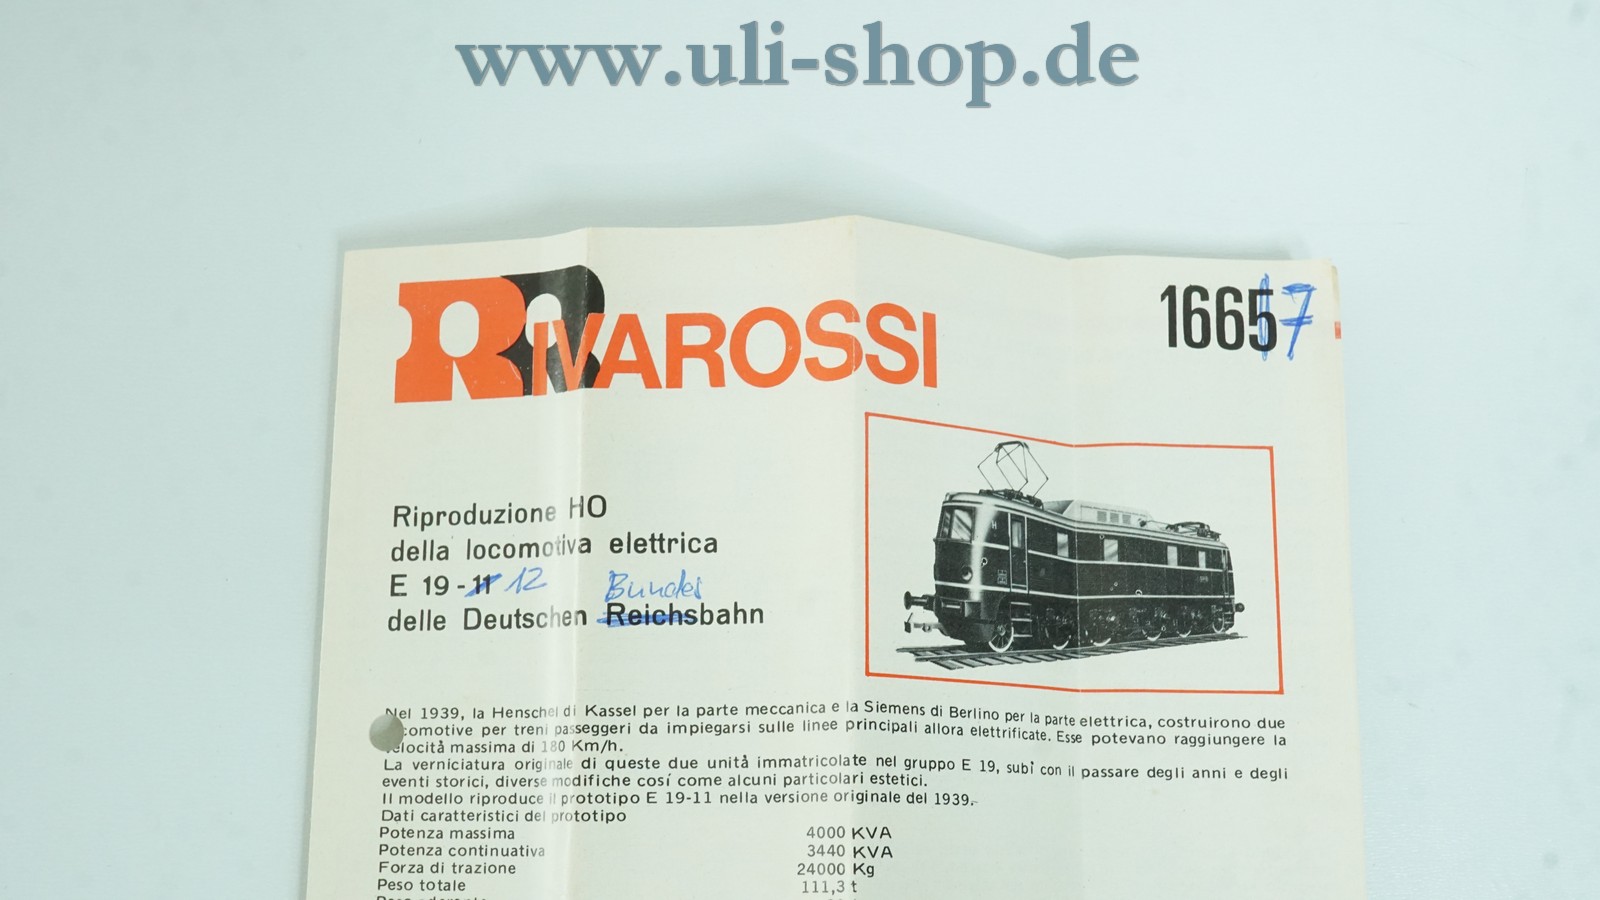 www.uli-shop.de
RIVAROSSI
16657
Riproduzione HO
della locomotiva elettrica
E 19-11 12
Bundes
delle Deutschen Reichsbahn
Nel 1939, la Henschel di Kassel per la parte meccanica e la Siemens di Berlino per la parte elettrica, costruirono due
comotive per treni passeggeri da impiegarsi sulle linee principali allora elettrificate. Esse potevano raggiungere la
velocità massima di 180 Km/h.
La verniciatura originale di queste due unità immatricolate nel gruppo E 19, subì con il passare degli anni e degli
eventi storici, diverse modifiche cosí come alcuni particolari estetici.
Il modello riproduce il prototipo E 19-11 nella versione originale del 1939.
Dati caratteristici del prototipo
Potenza massima 4000 KVA
Potenza continuativa 3440 KVA
Forza di trazione 24000 Kg
Peso totale 111,3 t